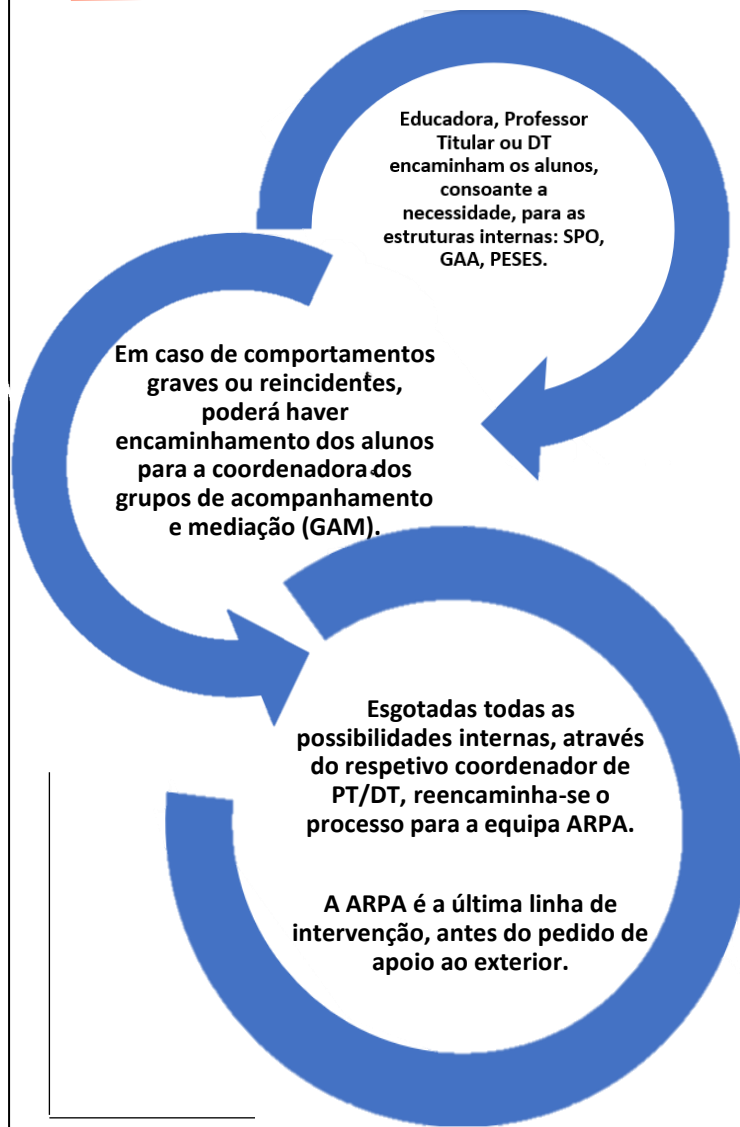 Educadora, Professor
Titular ou DT
encaminham os alunos,
consoante a
necessidade, para as
estruturas internas: SPO,
GAA, PESES.
Em caso de comportamentos
graves ou reincidentes,
poderá haver
encaminhamento dos alunos
para a coordenadora dos
grupos de acompanhamento
e mediação (GAM).
Esgotadas todas as
possibilidades internas, através
do respetivo coordenador de
PT/DT, reencaminha-se o
processo para a equipa ARPA.
A ARPA é a última linha de
intervenção, antes do pedido de
apoio ao exterior.